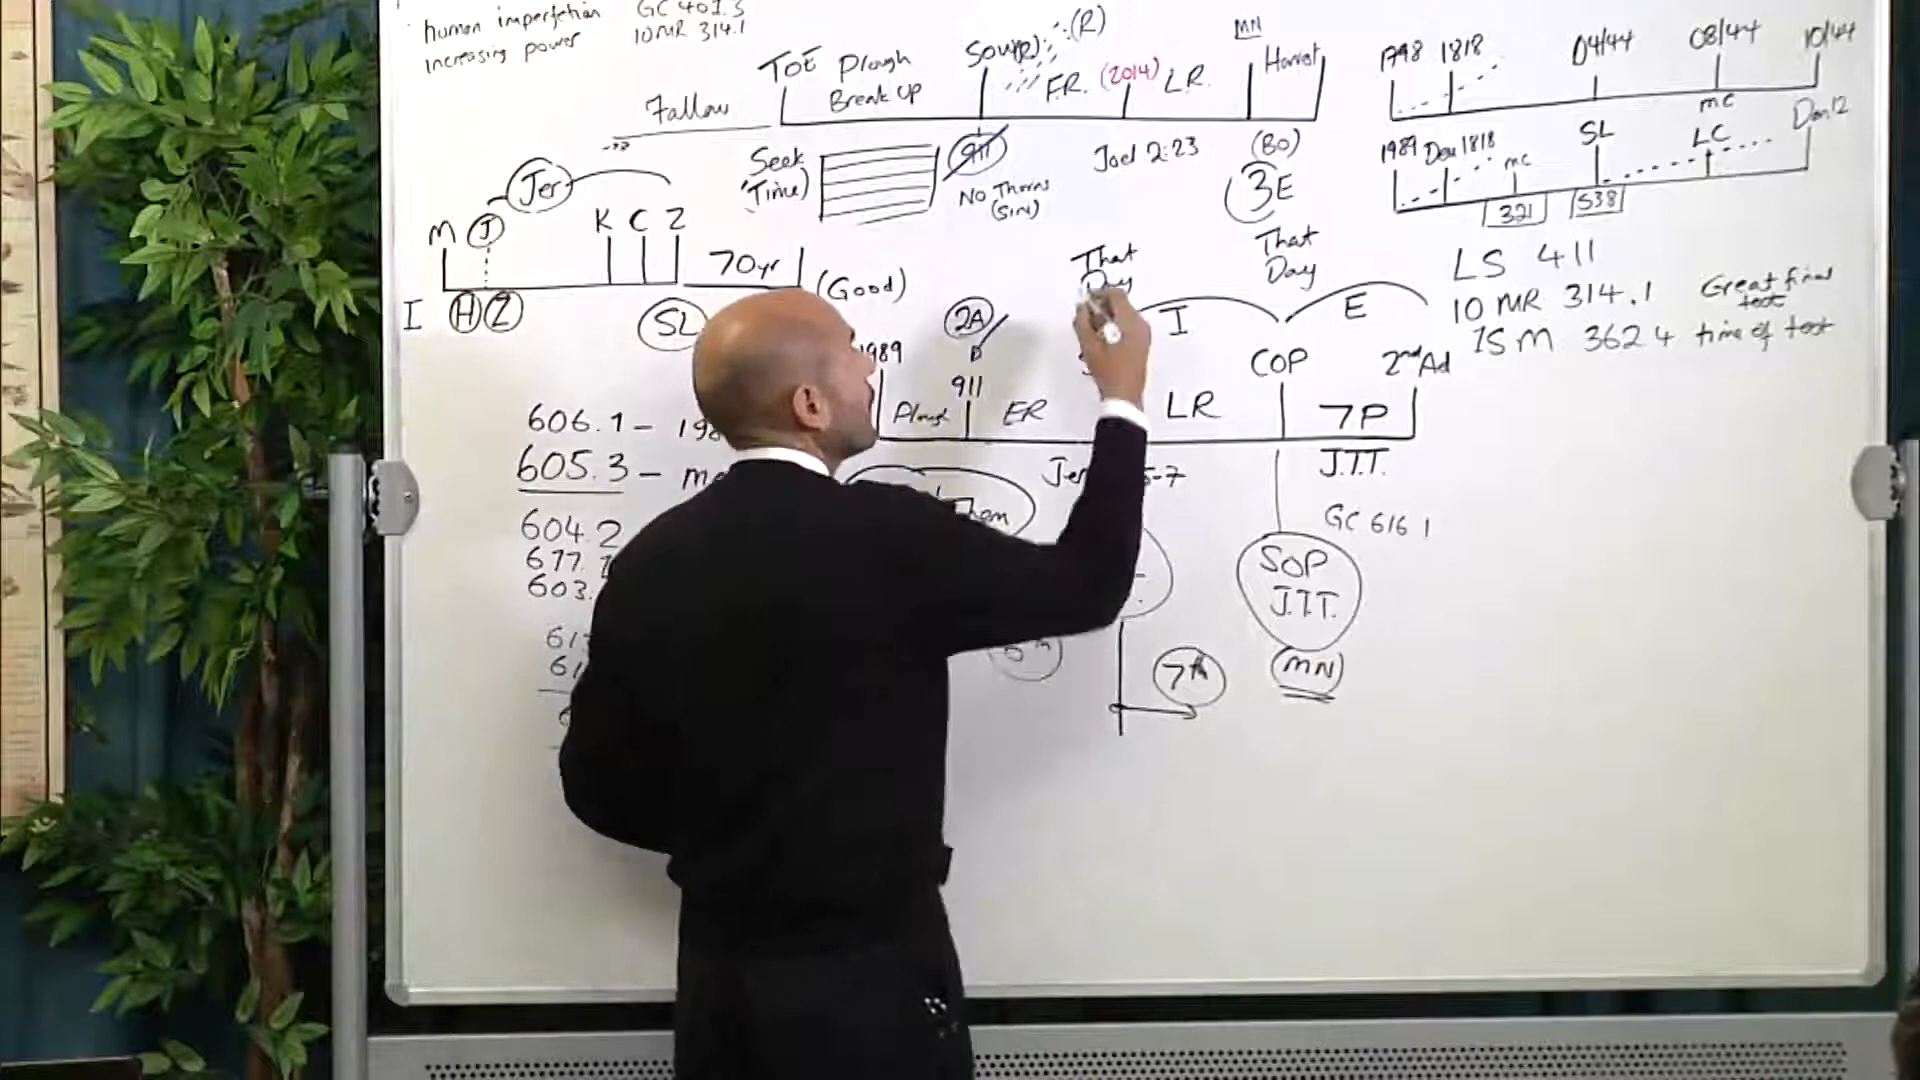 human imperfection GC 401.3
increasing power 10MR 314.1
Fallow
TOE Plough
Break up
Sow(R) (R)
E.R. (2014) L.R.
MN
Harvest
Seek
Time)
911
No Thorns
(SIN)
Joel 2:23
(BO)
3E
1798 1818 04/44 08/44 10/44
mc
1989 Dan 1818 mc SL LC Dan 12
321 538
Jer
M J K C Z
70yr (Good)
I H Z
SL
That
Day
That
Day
I E
LS 411
10 MR 314.1 Great final
test
1SM 362 4 time of test
2A
1989
911
Plough ER LR
COP 2nd Ad
7P
606.1 – 19
605.3 –
604.2
677.
603.
J.T.T.
GC 616 1
SOP
J.T.T.
(MN)
7th